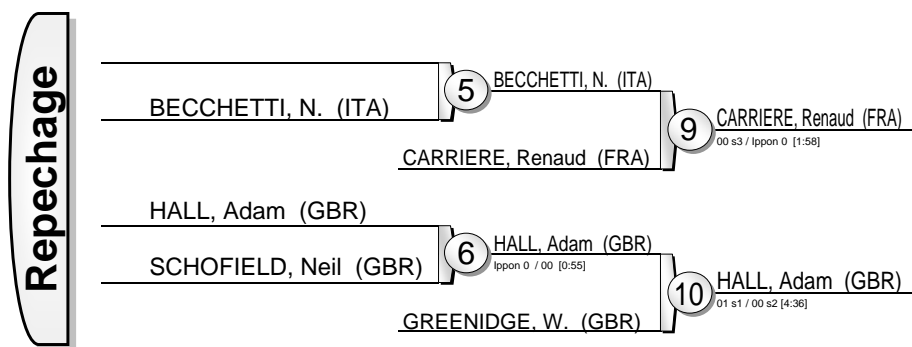 Repechage
BECCHETTI, N. (ITA)
5
BECCHETTI, N. (ITA)
CARRIERE, Renaud (FRA)
9
CARRIERE, Renaud (FRA)
00 s3 / Ippon 0 [1:58]
HALL, Adam (GBR)
SCHOFIELD, Neil (GBR)
6
HALL, Adam (GBR)
Ippon 0 / 00 [0:55]
GREENIDGE, W. (GBR)
10
HALL, Adam (GBR)
01 s1 / 00 s2 [4:36]